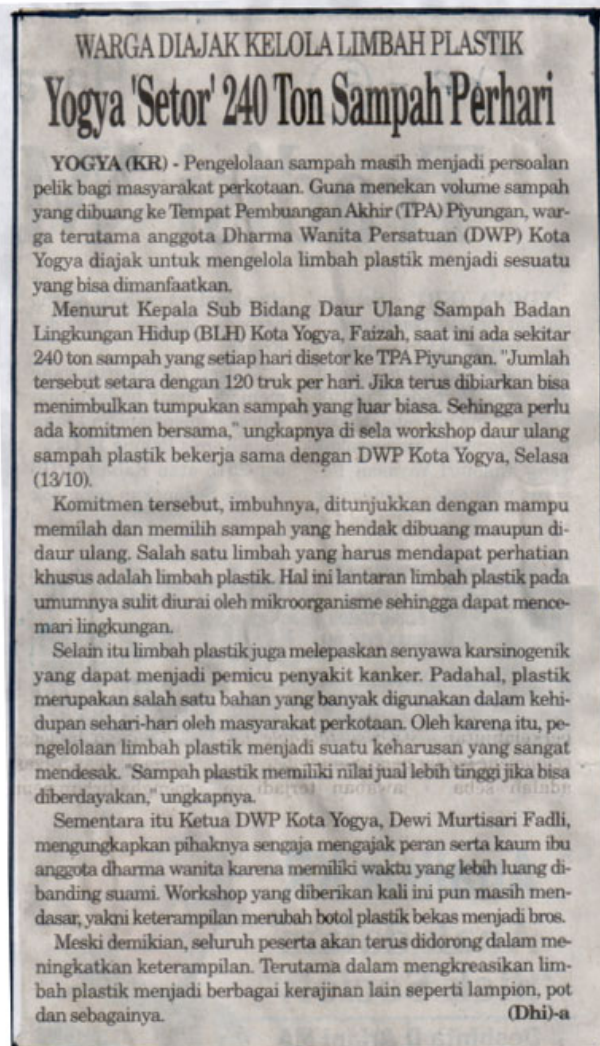 WARGA DIAJAK KELOLA LIMBAH PLASTIK
Yogya 'Setor' 240 Ton Sampah Perhari
YOGYA (KR) - Pengelolaan sampah masih menjadi persoalan
pelik bagi masyarakat perkotaan. Guna menekan volume sampah
yang dibuang ke Tempat Pembuangan Akhir (TPA) Piyungan, war-
ga terutama anggota Dharma Wanita Persatuan (DWP) Kota
Yogya diajak untuk mengelola limbah plastik menjadi sesuatu
yang bisa dimanfaatkan.
Menurut Kepala Sub Bidang Daur Ulang Sampah Badan
Lingkungan Hidup (BLH) Kota Yogya, Faizah, saat ini ada sekitar
240 ton sampah yang setiap hari disetor ke TPA Piyungan. "Jumlah
tersebut setara dengan 120 truk per hari. Jika terus dibiarkan bisa
menimbulkan tumpukan sampah yang luar biasa. Sehingga perlu
ada komitmen bersama," ungkapnya di sela workshop daur ulang
sampah plastik bekerja sama dengan DWP Kota Yogya, Selasa
(13/10).
Komitmen tersebut, imbuhnya, ditunjukkan dengan mampu
memilah dan memilih sampah yang hendak dibuang maupun di-
daur ulang. Salah satu limbah yang harus mendapat perhatian
khusus adalah limbah plastik. Hal ini lantaran limbah plastik pada
umumnya sulit diurai oleh mikroorganisme sehingga dapat mence-
mari lingkungan.
Selain itu limbah plastik juga melepaskan senyawa karsinogenik
yang dapat menjadi pemicu penyakit kanker. Padahal, plastik
merupakan salah satu bahan yang banyak digunakan dalam kehi-
dupan sehari-hari oleh masyarakat perkotaan. Oleh karena itu, pe-
ngelolaan limbah plastik menjadi suatu keharusan yang sangat
mendesak. "Sampah plastik memiliki nilai jual lebih tinggi jika bisa
diberdayakan," ungkapnya.
Sementara itu Ketua DWP Kota Yogya, Dewi Murtisari Fadli,
mengungkapkan pihaknya sengaja mengajak peran serta kaum ibu
anggota dharma wanita karena memiliki waktu yang lebih luang di-
banding suami. Workshop yang diberikan kali ini pun masih men-
dasar, yakni keterampilan merubah botol plastik bekas menjadi bros.
Meski demikian, seluruh peserta akan terus didorong dalam me-
ningkatkan keterampilan. Terutama dalam mengkreasikan lim-
bah plastik menjadi berbagai kerajinan lain seperti lampion, pot
dan sebagainya. (Dhi)-a